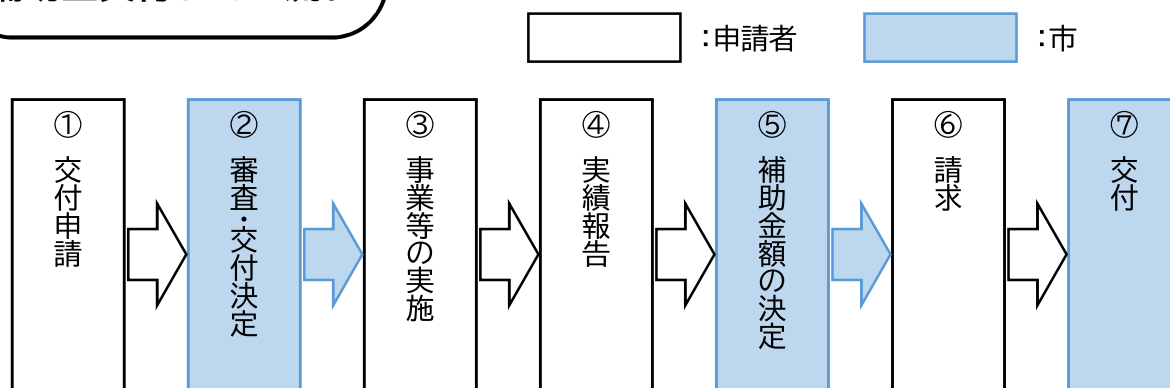 ：申請者
：市
①交付申請
②審査・交付決定
③事業等の実施
④実績報告
⑤補助金額の決定
⑥請求
⑦交付